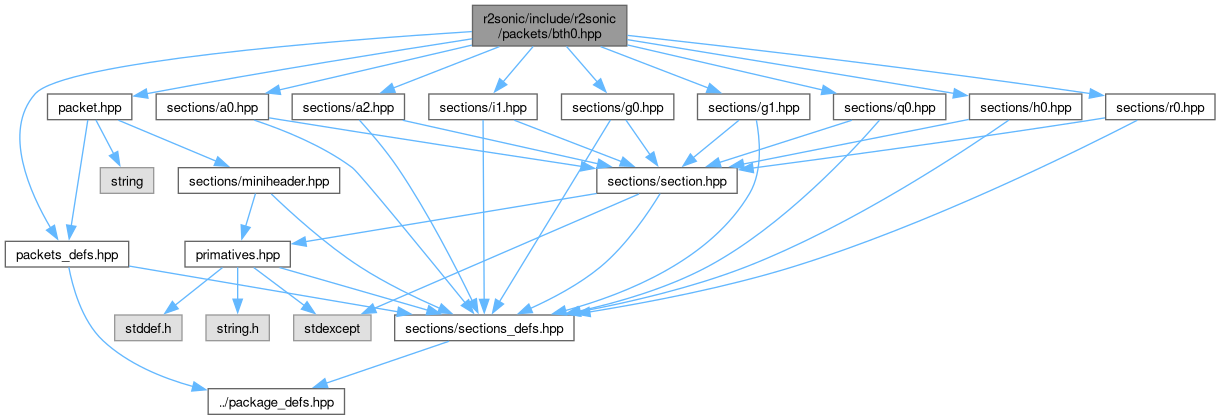 r2sonic/include/r2sonic
/packets/bth0.hpp
packet.hpp
sections/a0.hpp
sections/a2.hpp
sections/i1.hpp
sections/g0.hpp
sections/g1.hpp
sections/q0.hpp
sections/h0.hpp
sections/r0.hpp
string
sections/miniheader.hpp
sections/section.hpp
packets_defs.hpp
primatives.hpp
stddef.h
string.h
stdexcept
sections/sections_defs.hpp
../package_defs.hpp